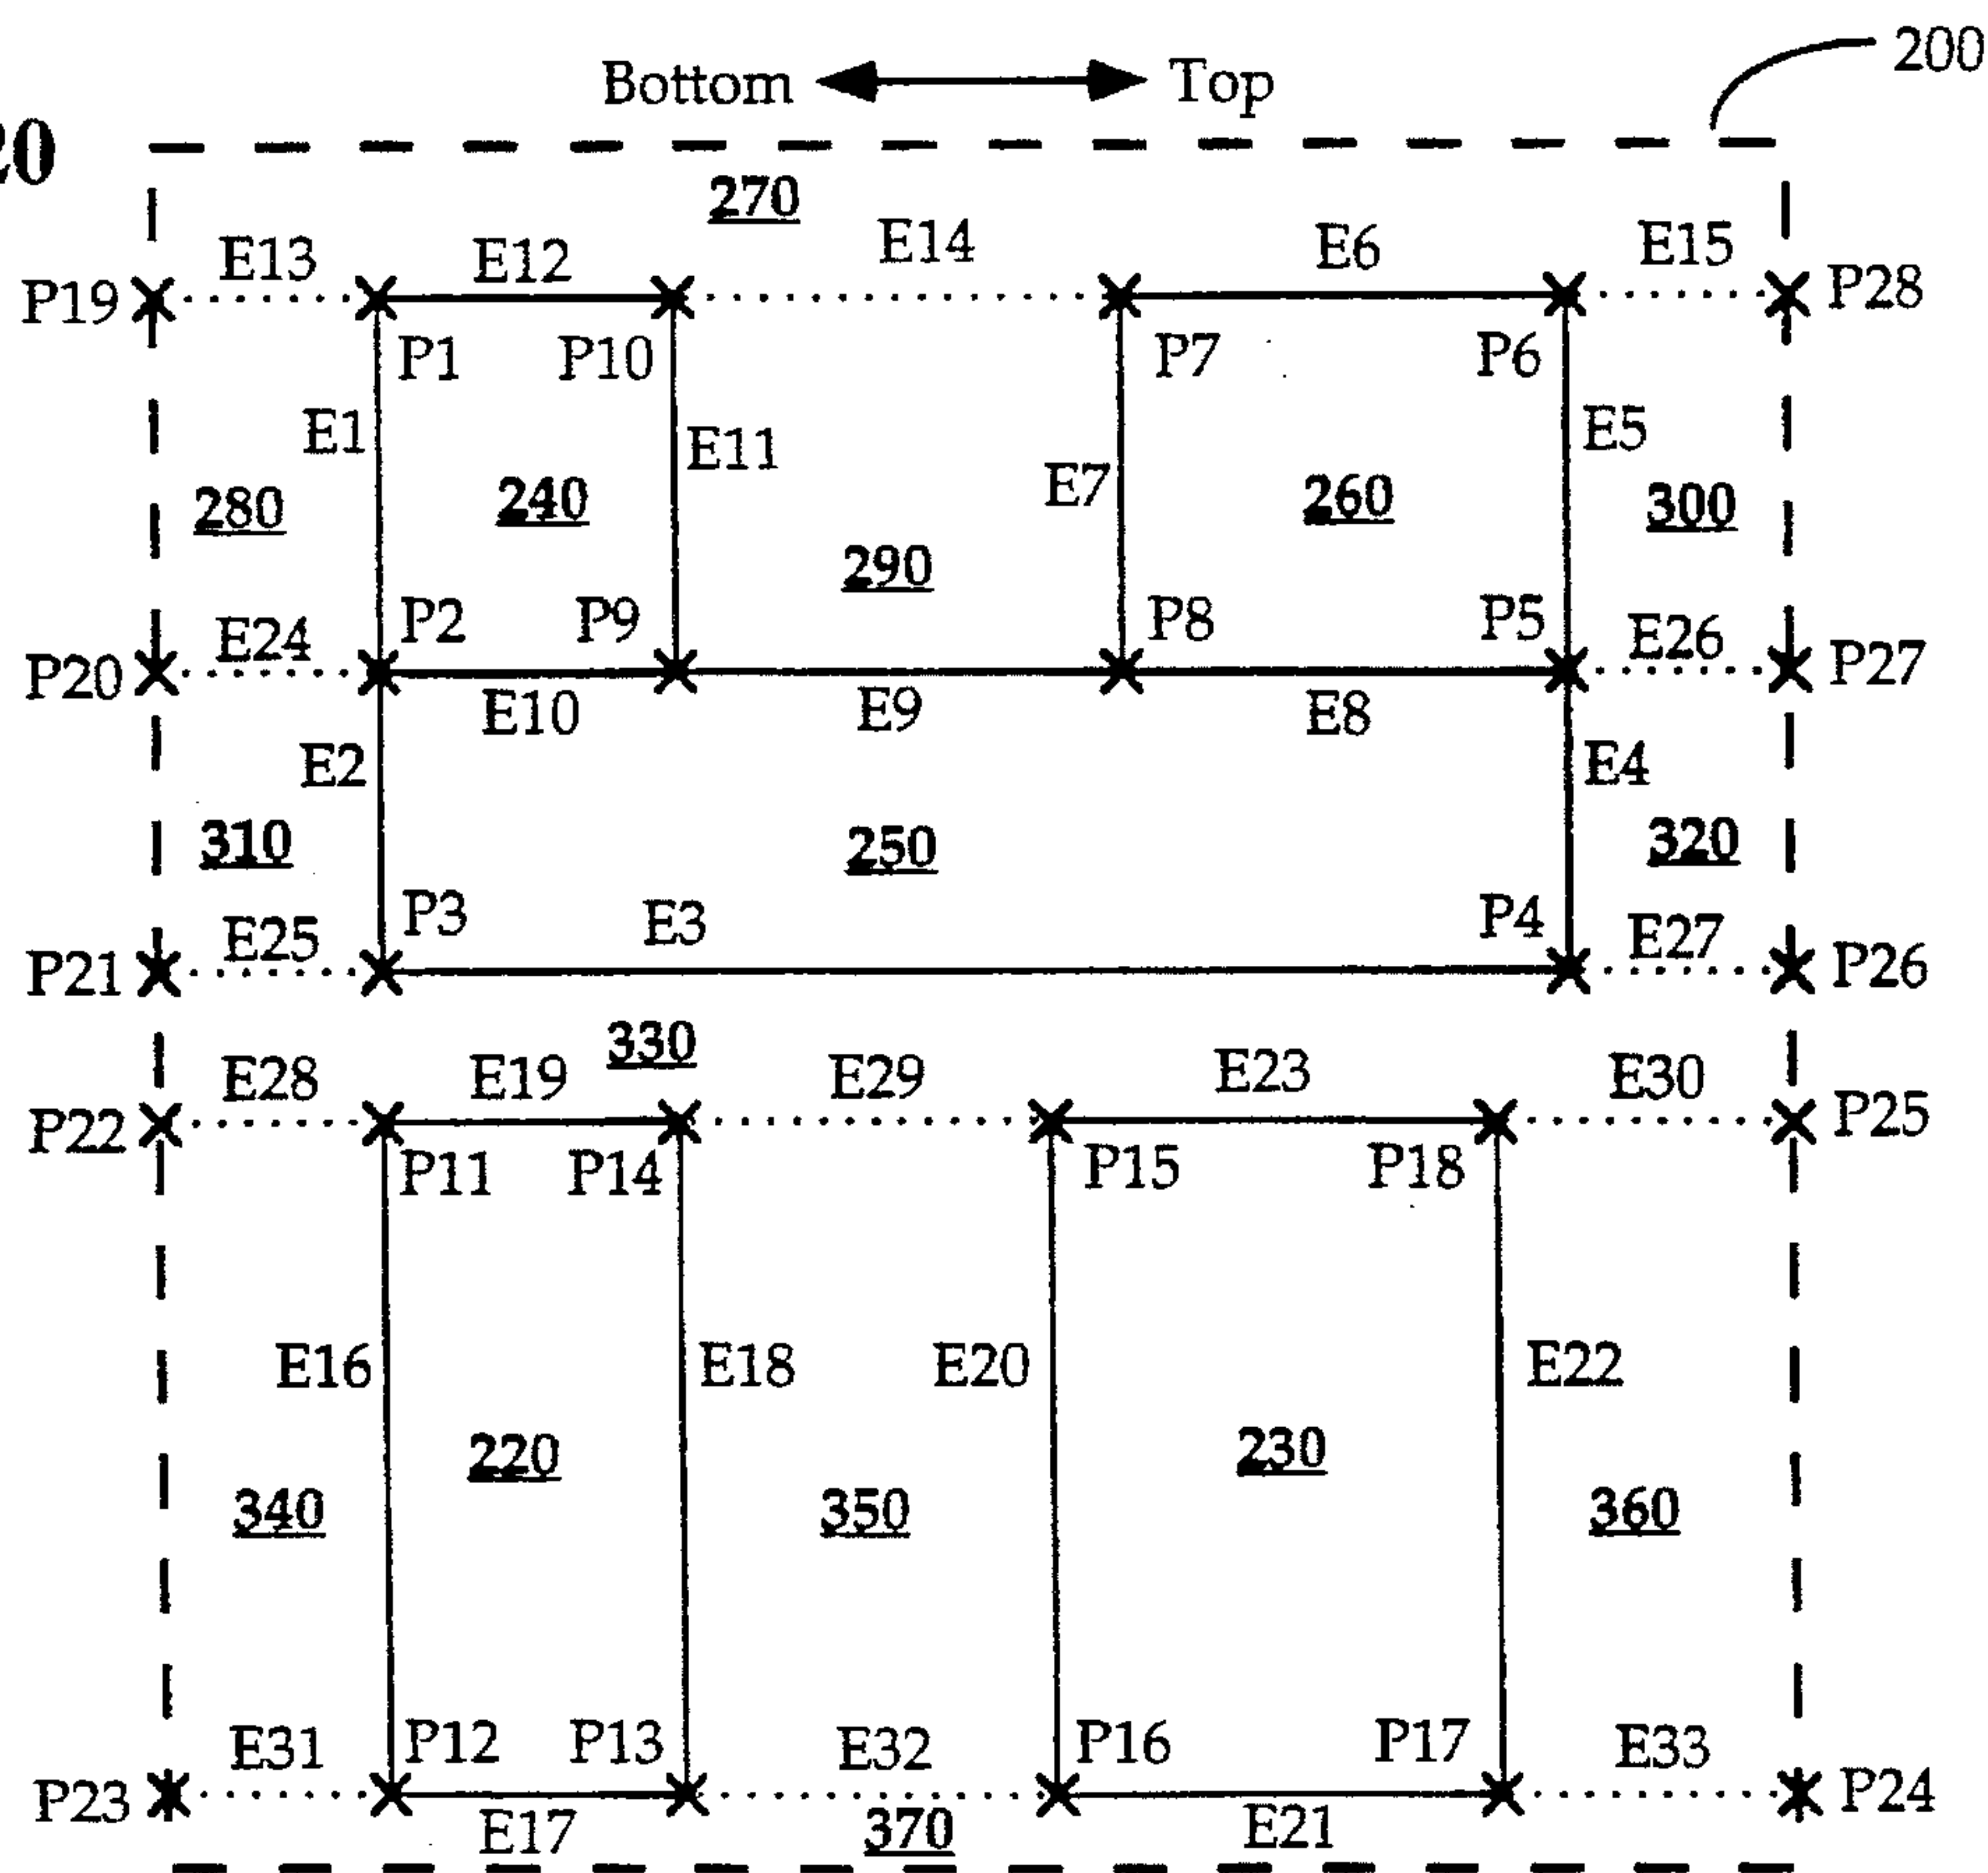 200
Bottom Top
20
270
E13 E12 E14 E6 E15
P19 P28
P1 P10 P7 P6
E1 E11 E7 E5
280 240 290 260 300
P2 P9 P8 P5
E24 E26
P20 P27
E10 E9 E8
E2 E4
310 250 320
P3 E3 P4
E25 E27
P21 P26
330
E28 E19 E29 E23 E30
P22 P25
P11 P14 P15 P18
E16 E18 E20 E22
220 230
340 350 360
E31 P12 P13 E32 P16 P17 E33
P23 P24
E17 370 E21